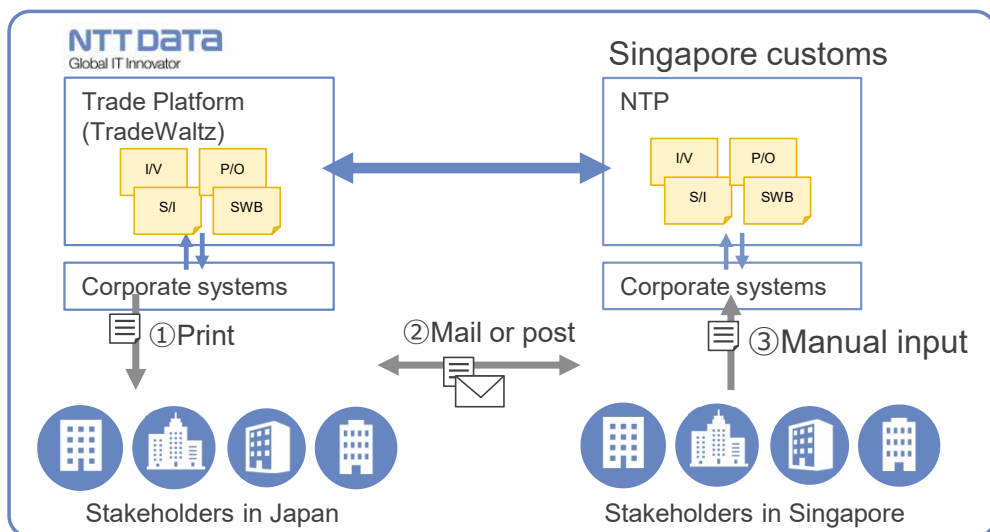 NTT DATA
Global IT Innovator
Singapore customs
Trade Platform
(TradeWaltz)
I/V
P/O
S/I
SWB
NTP
I/V
P/O
S/I
SWB
Corporate systems
Corporate systems
①Print
②Mail or post
③Manual input
Stakeholders in Japan
Stakeholders in Singapore